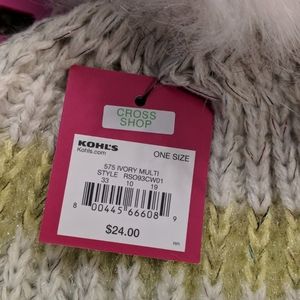 CROSS
SHOP
KOHL'S
Kohls.com
ONE SIZE
575 IVORY MULTI
STYLE RSO93CW01
33 10 19
8 00445 66608 9
$24.00